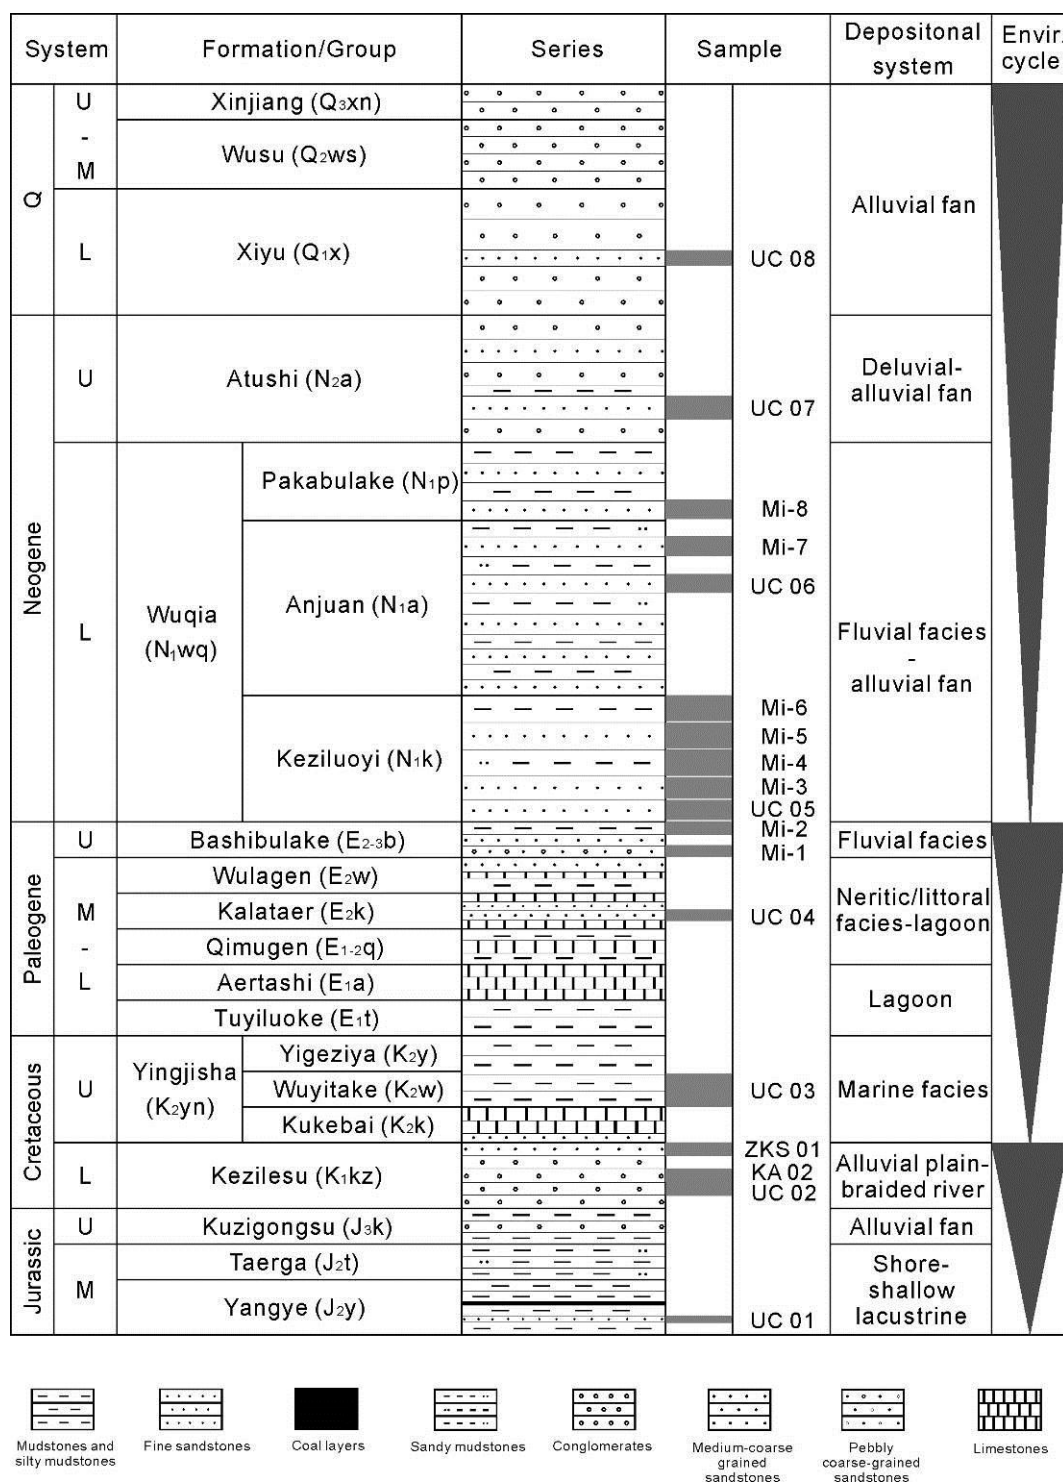 System
Formation/Group
Series
Sample
Depositonal
system
Envir.
cycle
Q
U
-
M
Xinjiang (Q3xn)
Wusu (Q2ws)
Alluvial fan
L
Xiyu (Q1x)
UC 08
Neogene
U
Atushi (N2a)
UC 07
Deluvial-
alluvial fan
L
Wuqia
(N1wq)
Pakabulake (N1p)
Mi-8
Anjuan (N1a)
Mi-7
UC 06
Fluvial facies
-
alluvial fan
Keziluoyi (N1k)
Mi-6
Mi-5
Mi-4
Mi-3
UC 05
Paleogene
U
Bashibulake (E2-3b)
Mi-2
Mi-1
Fluvial facies
M
-
L
Wulagen (E2w)
Kalataer (E2k)
UC 04
Neritic/littoral
facies-lagoon
Qimugen (E1-2q)
Aertashi (E1a)
Tuyiluoke (E1t)
Lagoon
Cretaceous
U
Yingjisha
(K2yn)
Yigeziya (K2y)
Wuyitake (K2w)
Kukebai (K2k)
UC 03
Marine facies
L
Kezilesu (K1kz)
ZKS 01
KA 02
UC 02
Alluvial plain-
braided river
Jurassic
U
Kuzigongsu (J3k)
Alluvial fan
M
Taerga (J2t)
Yangye (J2y)
UC 01
Shore-
shallow
lacustrine
Mudstones and
silty mudstones
Fine sandstones
Coal layers
Sandy mudstones
Conglomerates
Medium-coarse
grained
sandstones
Pebbly
coarse-grained
sandstones
Limestones